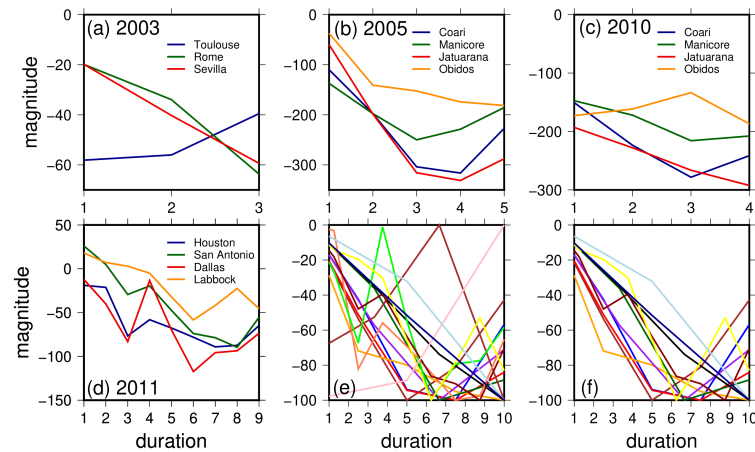 (a) 2003
Toulouse
Rome
Sevilla
magnitude
0
−20
−40
−60
1 2 3
(b) 2005
Coari
Manicore
Jatuarana
Obidos
0
−100
−200
−300
1 2 3 4 5
(c) 2010
Coari
Manicore
Jatuarana
Obidos
0
−100
−200
−300
1 2 3 4
(d) 2011
Houston
San Antonio
Dallas
Labbock
magnitude
50
0
−50
−100
−150
1 2 3 4 5 6 7 8 9
duration
(e)
0
−20
−40
−60
−80
−100
1 2 3 4 5 6 7 8 9 10
duration
(f)
0
−20
−40
−60
−80
−100
1 2 3 4 5 6 7 8 9 10
duration